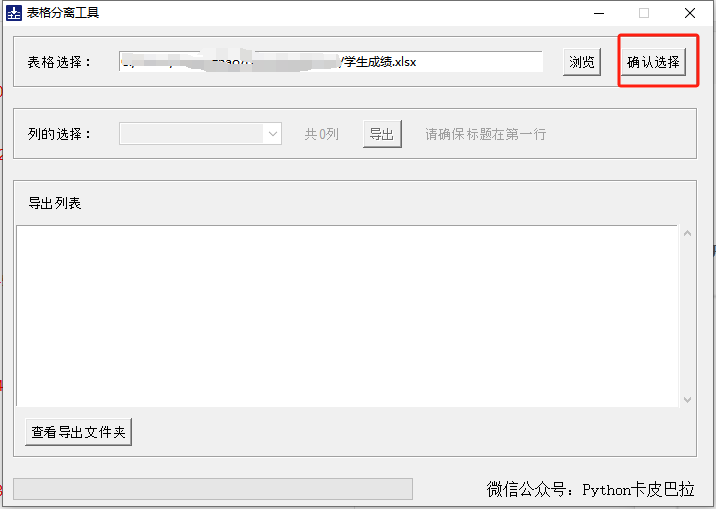 表格分离工具
表格选择： /学生成绩.xlsx 浏览 确认选择
列的选择： 共0列 导出 请确保标题在第一行
导出列表
查看导出文件夹
微信公众号：Python卡皮巴拉